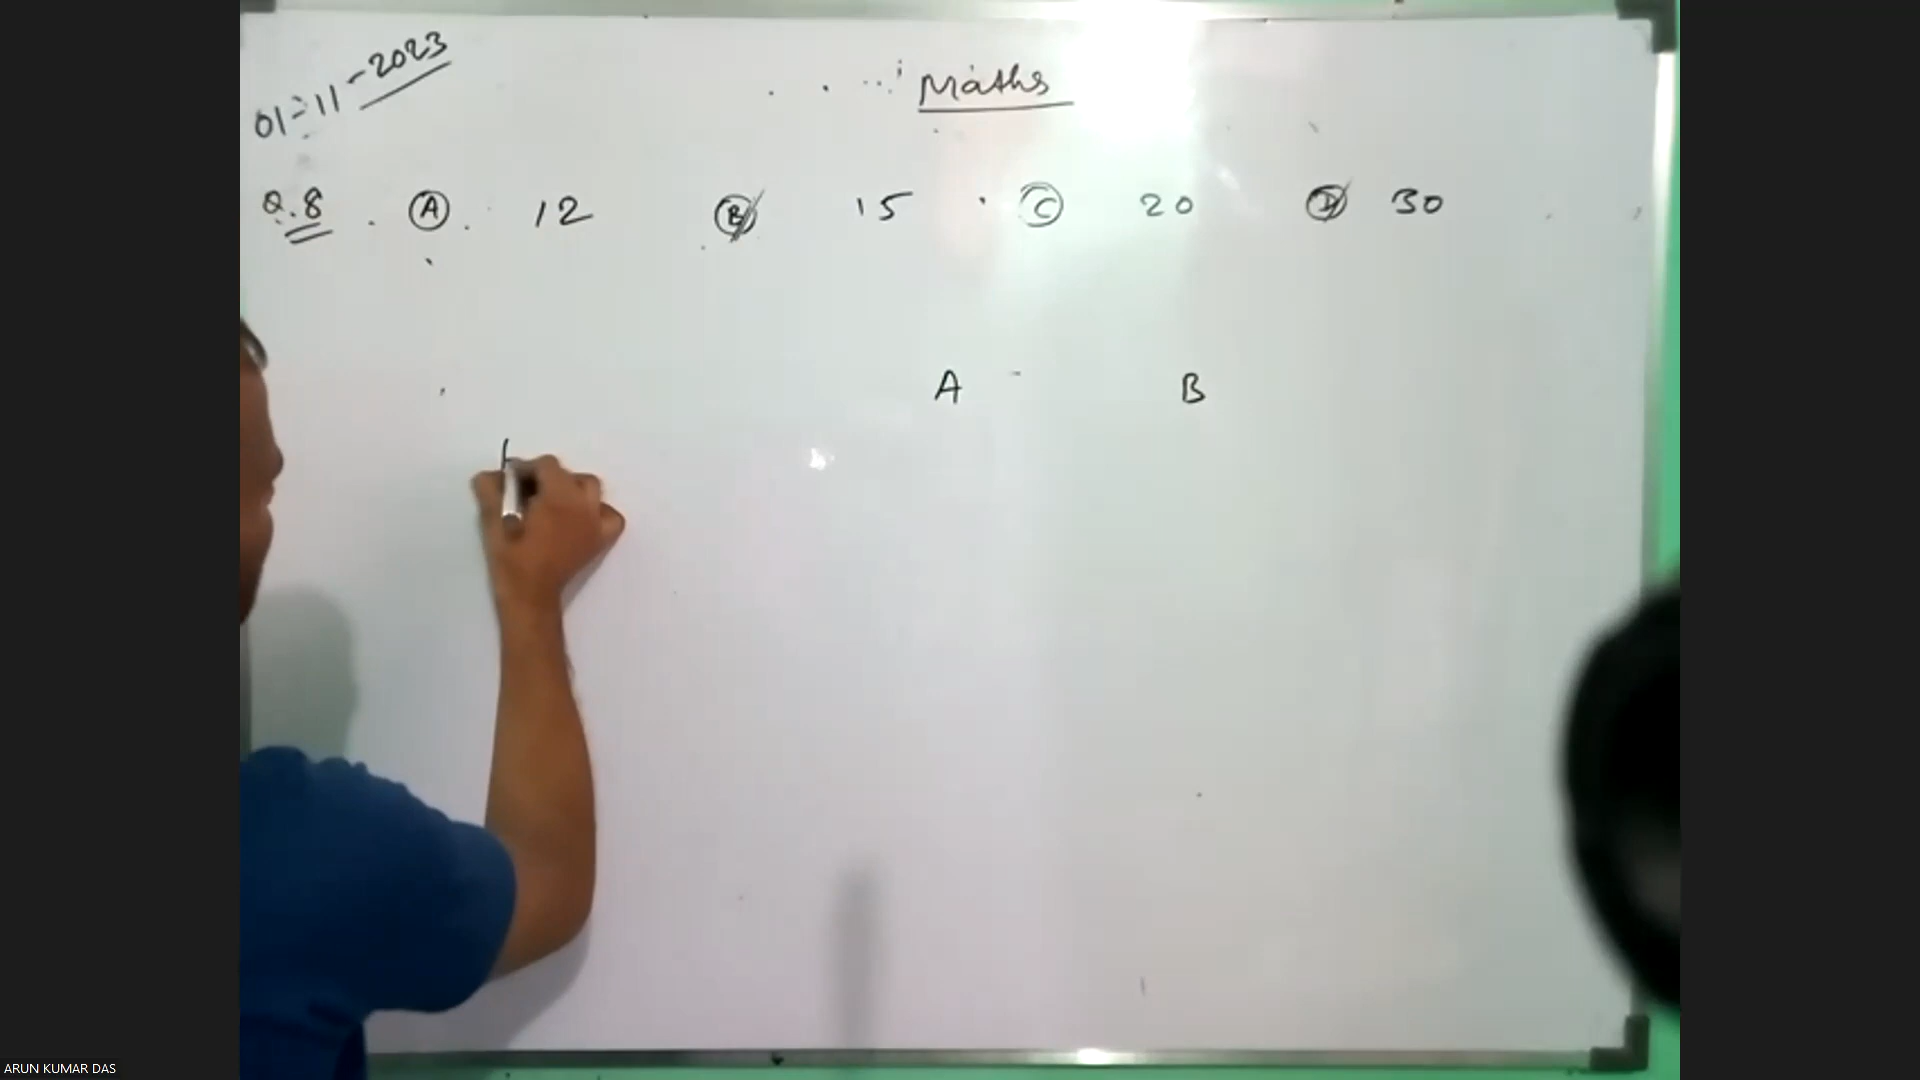 01-11-2023
Maths
Q.8 A 12 B 15 C 20 D 30
A B
ARUN KUMAR DAS